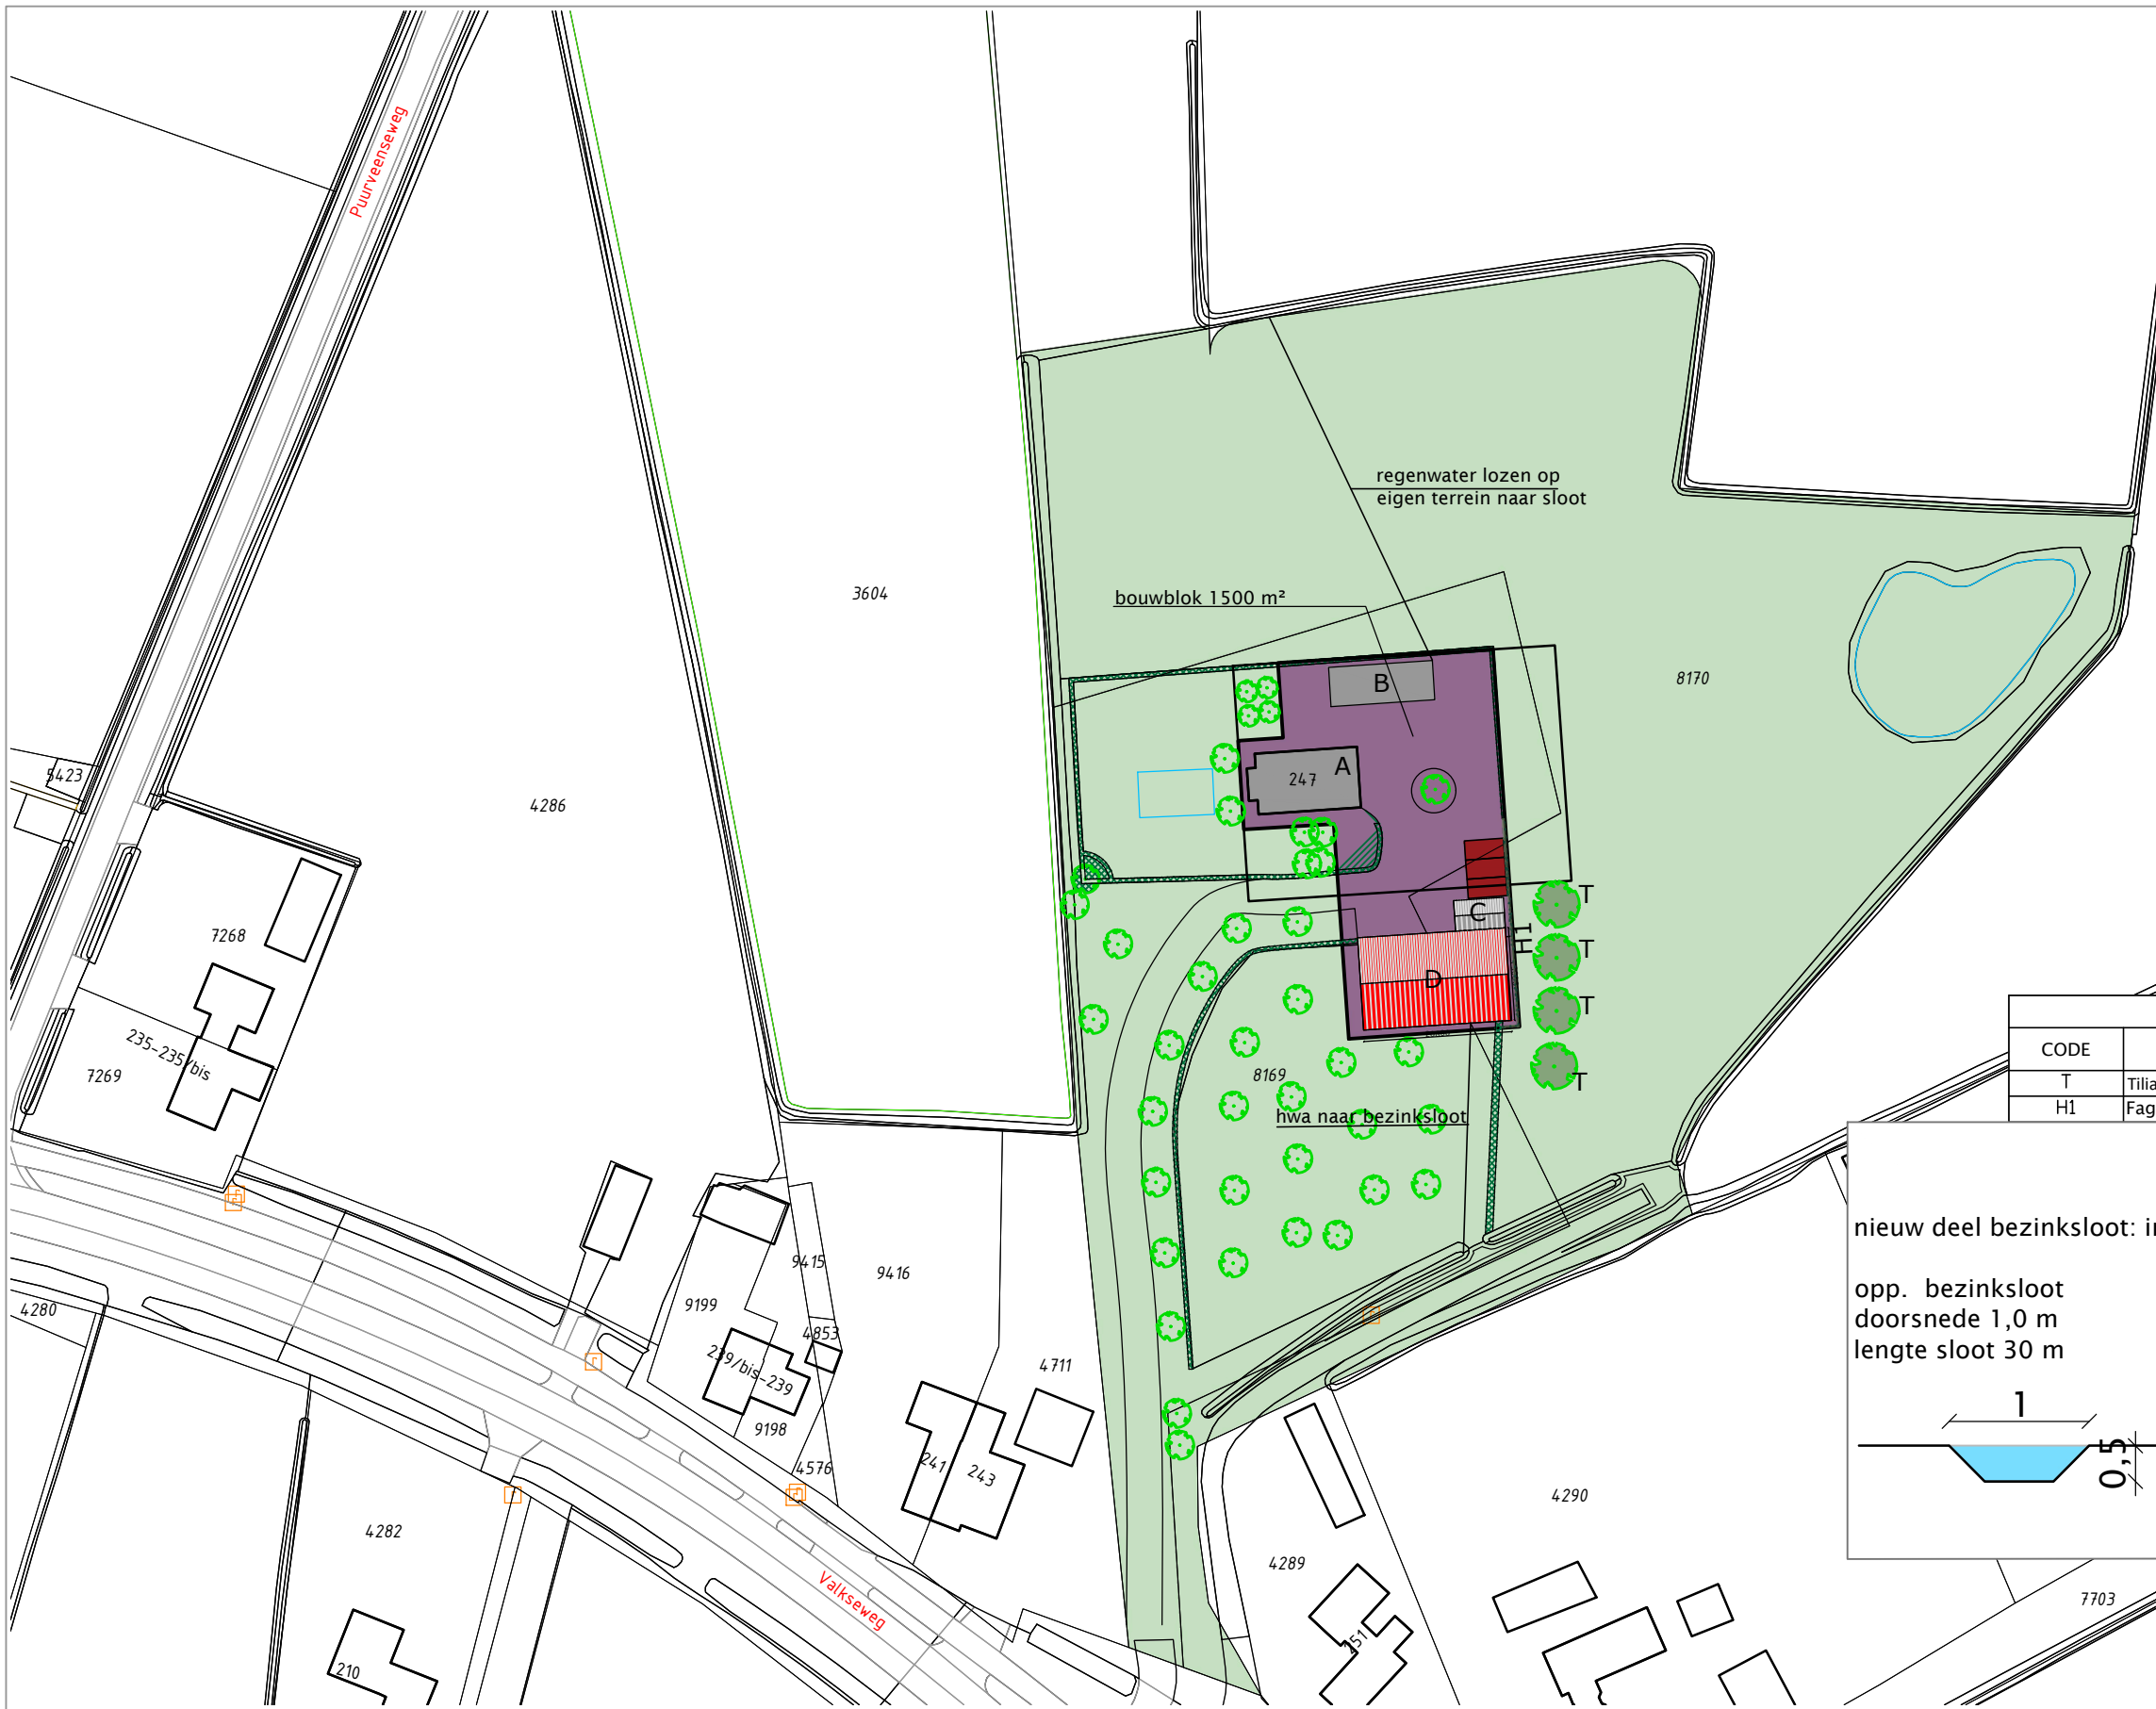 Puurveenseweg
regenwater lozen op
eigen terrein naar sloot
3604
bouwblok 1500 m²
8170
B
A
247
5423
4286
C
T
H1
T
D
T
T
7268
235-235/bis
7269
8169
hwa naar bezinksloot
CODE
T
Tilia
H1
Fag
nieuw deel bezinksloot: in
opp. bezinksloot
doorsnede 1,0 m
lengte sloot 30 m
1
0,5
9415
9416
9199
4280
4853
239/bis-239
4711
9198
4576
241
243
4282
4290
4289
Valkseweg
251
7703
210